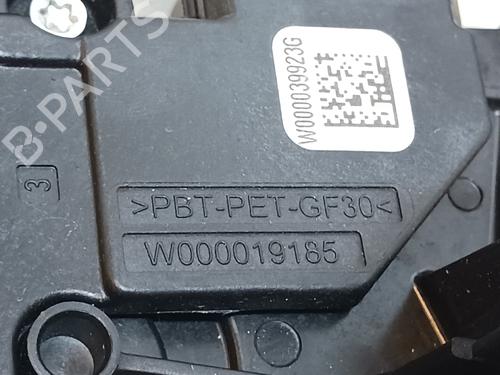 B-PARTS
W000039923G
3
>PBT-PET-GF30<
W000019185